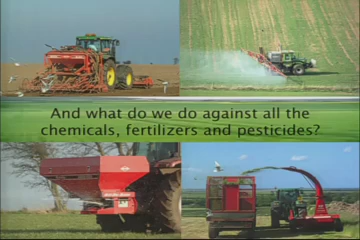 And what do we do against all the
chemicals, fertilizers and pesticides?